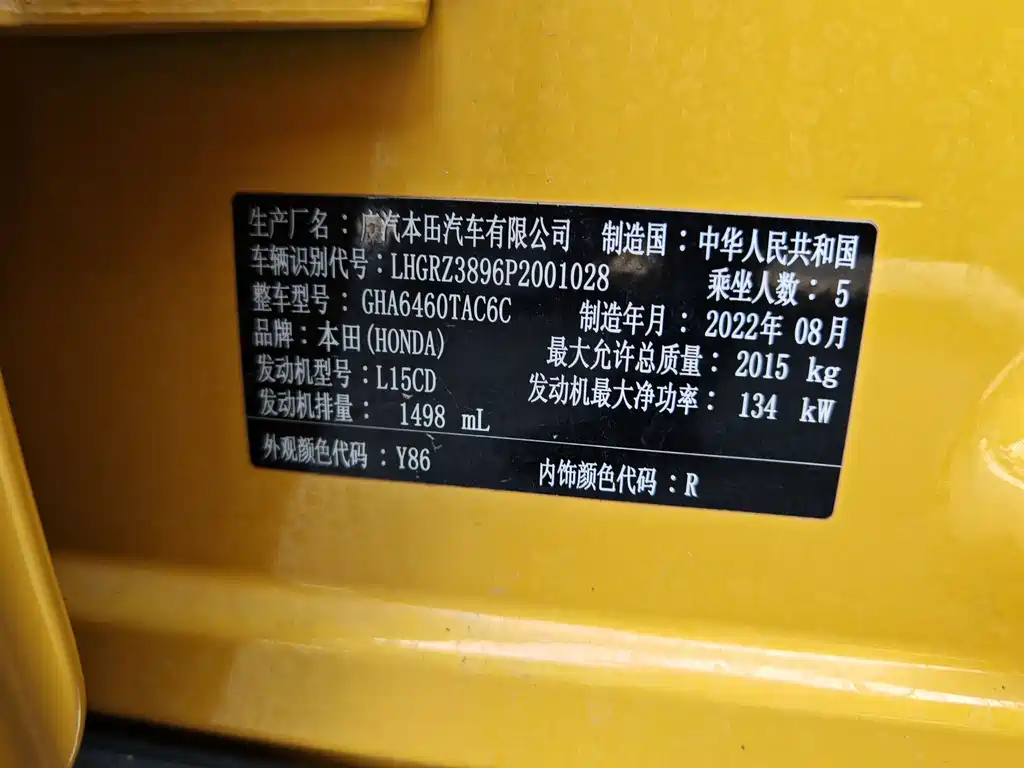 生产厂名：广汽本田汽车有限公司 制造国：中华人民共和国
车辆识别代号：LHGRZ3896P2001028 乘坐人数：5
整车型号：GHA6460TAC6C 制造年月：2022年 08月
品牌：本田(HONDA) 最大允许总质量：2015 kg
发动机型号：L15CD 发动机最大净功率：134 kW
发动机排量：1498 mL
外观颜色代码：Y86 内饰颜色代码：R